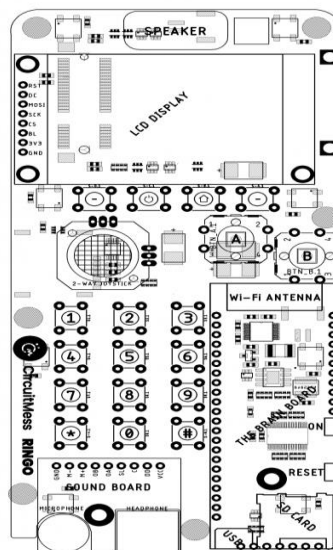 SPEAKER
RST
DC
MOSI
SCK
CS
BL
3V3
GND
LCD DISPLAY
A
B
BTN_B.1
2-WAY JOYSTICK
Wi-Fi ANTENNA
1
2
3
4
5
6
7
8
9
*
0
#
CircuitMess RINGO
THE BRAIN BOARD
ON
RESET
SOUND BOARD
MICROPHONE
HEADPHONE
SD CARD
USB